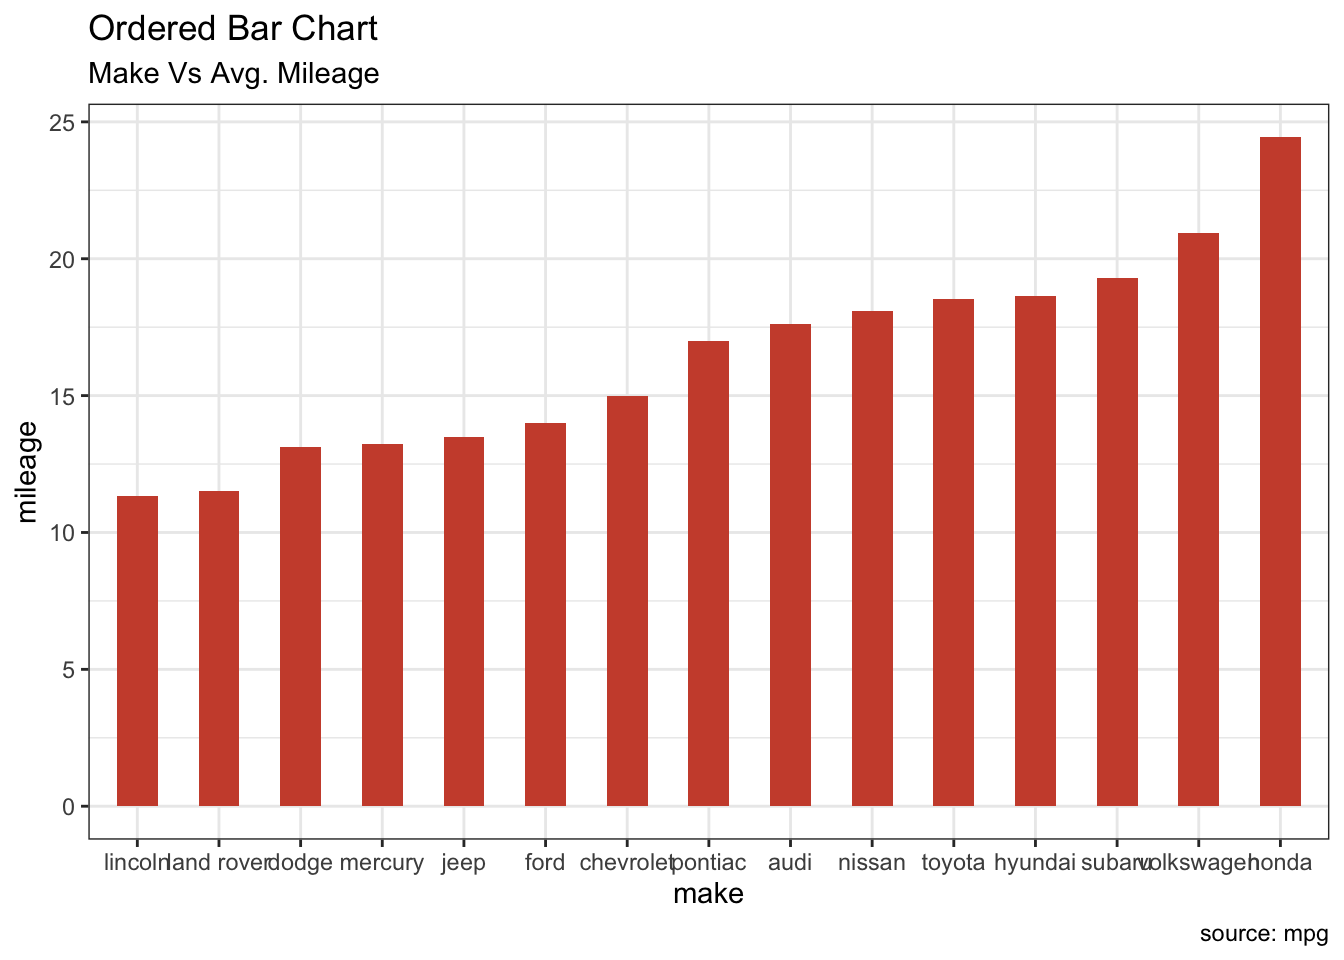 Ordered Bar Chart
Make Vs Avg. Mileage
mileage
25
20
15
10
5
0
lincoln land rover dodge mercury jeep ford chevrolet pontiac audi nissan toyota hyundai subaru volkswagen honda
make
source: mpg